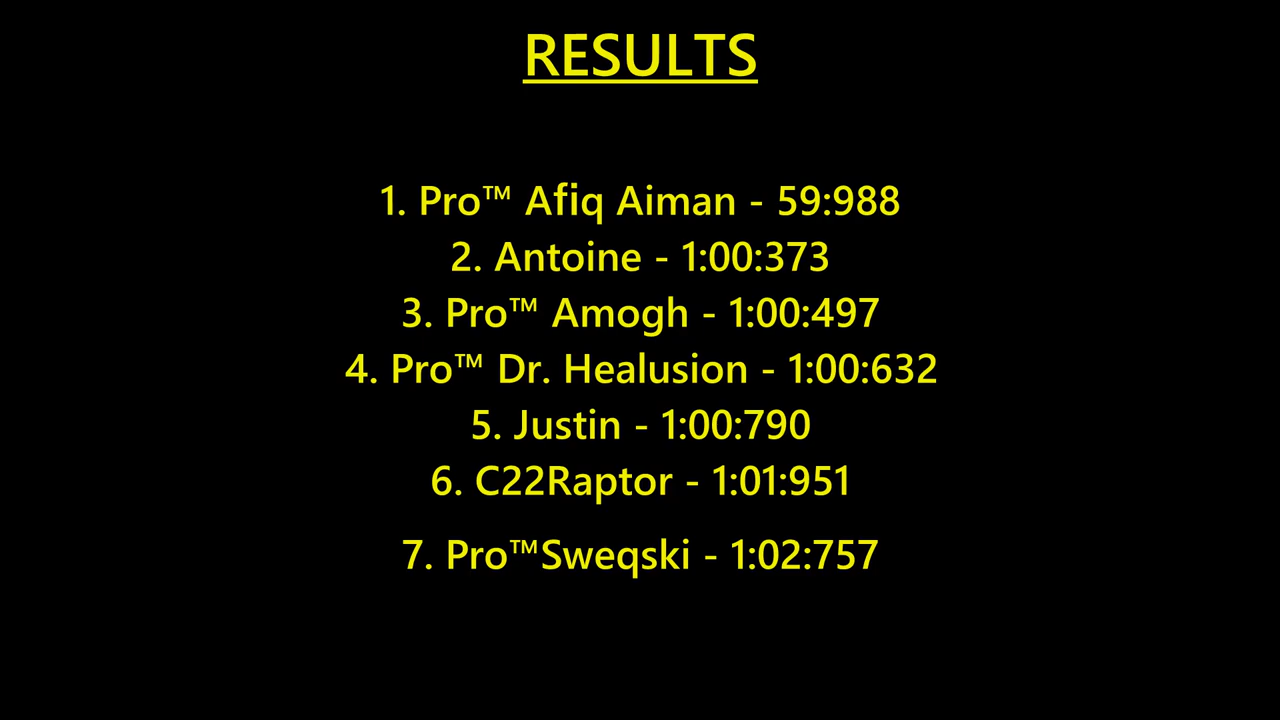 RESULTS
1. Pro™ Afiq Aiman - 59:988
2. Antoine - 1:00:373
3. Pro™ Amogh - 1:00:497
4. Pro™ Dr. Healusion - 1:00:632
5. Justin - 1:00:790
6. C22Raptor - 1:01:951
7. Pro™Sweqski - 1:02:757